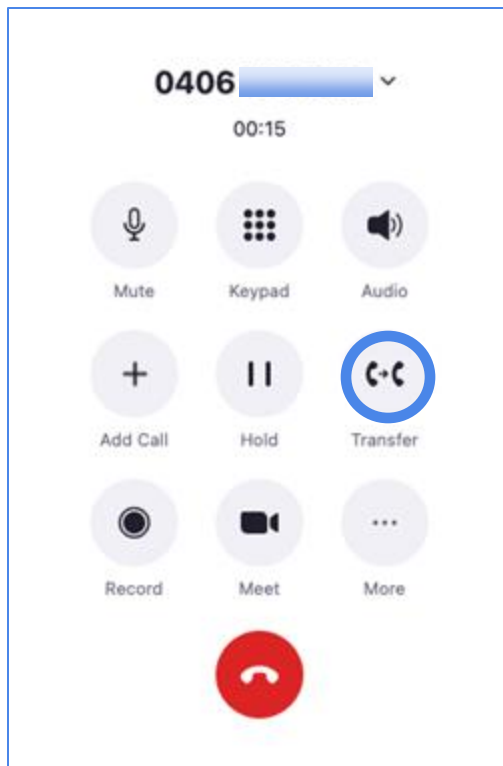 0406
00:15
Mute Keypad Audio
Add Call Hold Transfer
Record Meet More